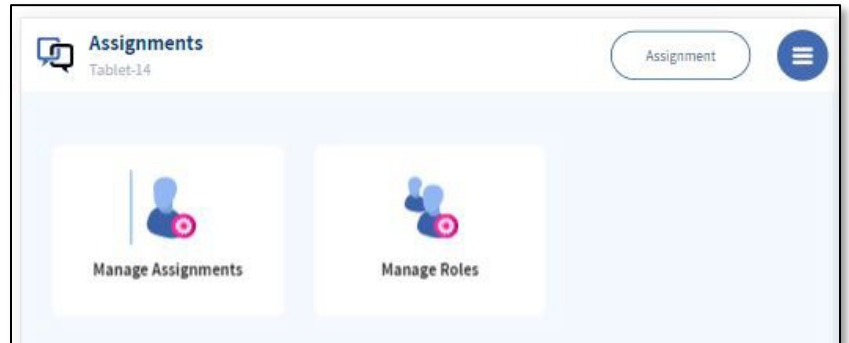 Assignments
Tablet-14
Assignment
Manage Assignments
Manage Roles